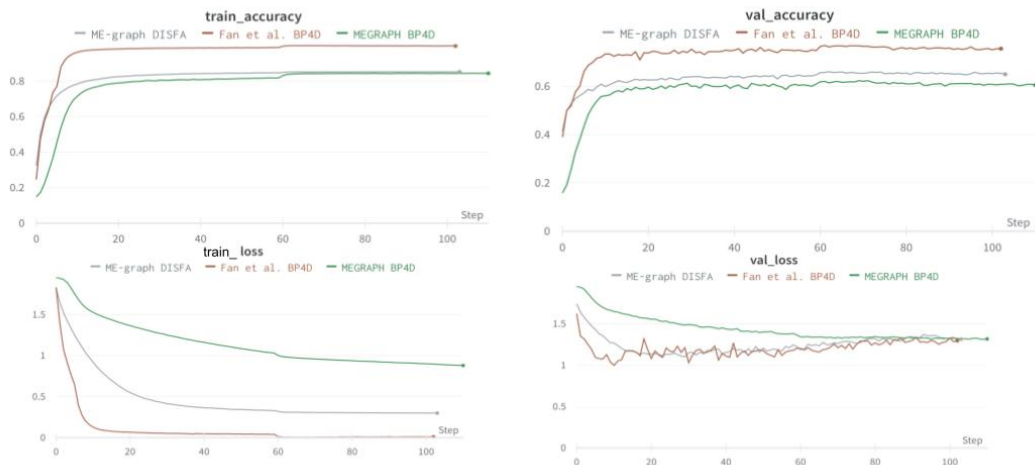 train_accuracy
ME-graph DISFA Fan et al. BP4D MEGRAPH BP4D
0.8
0.6
0.4
0.2
0
Step
0 20 40 60 80 100
val_accuracy
ME-graph DISFA Fan et al. BP4D MEGRAPH BP4D
0.6
0.4
0.2
0
Step
0 20 40 60 80 100
train_ loss
ME-graph DISFA Fan et al. BP4D MEGRAPH BP4D
1.5
1
0.5
0
Step
0 20 40 60 80 100
val_loss
ME-graph DISFA Fan et al. BP4D MEGRAPH BP4D
1.5
1
0.5
0
Step
0 20 40 60 80 100